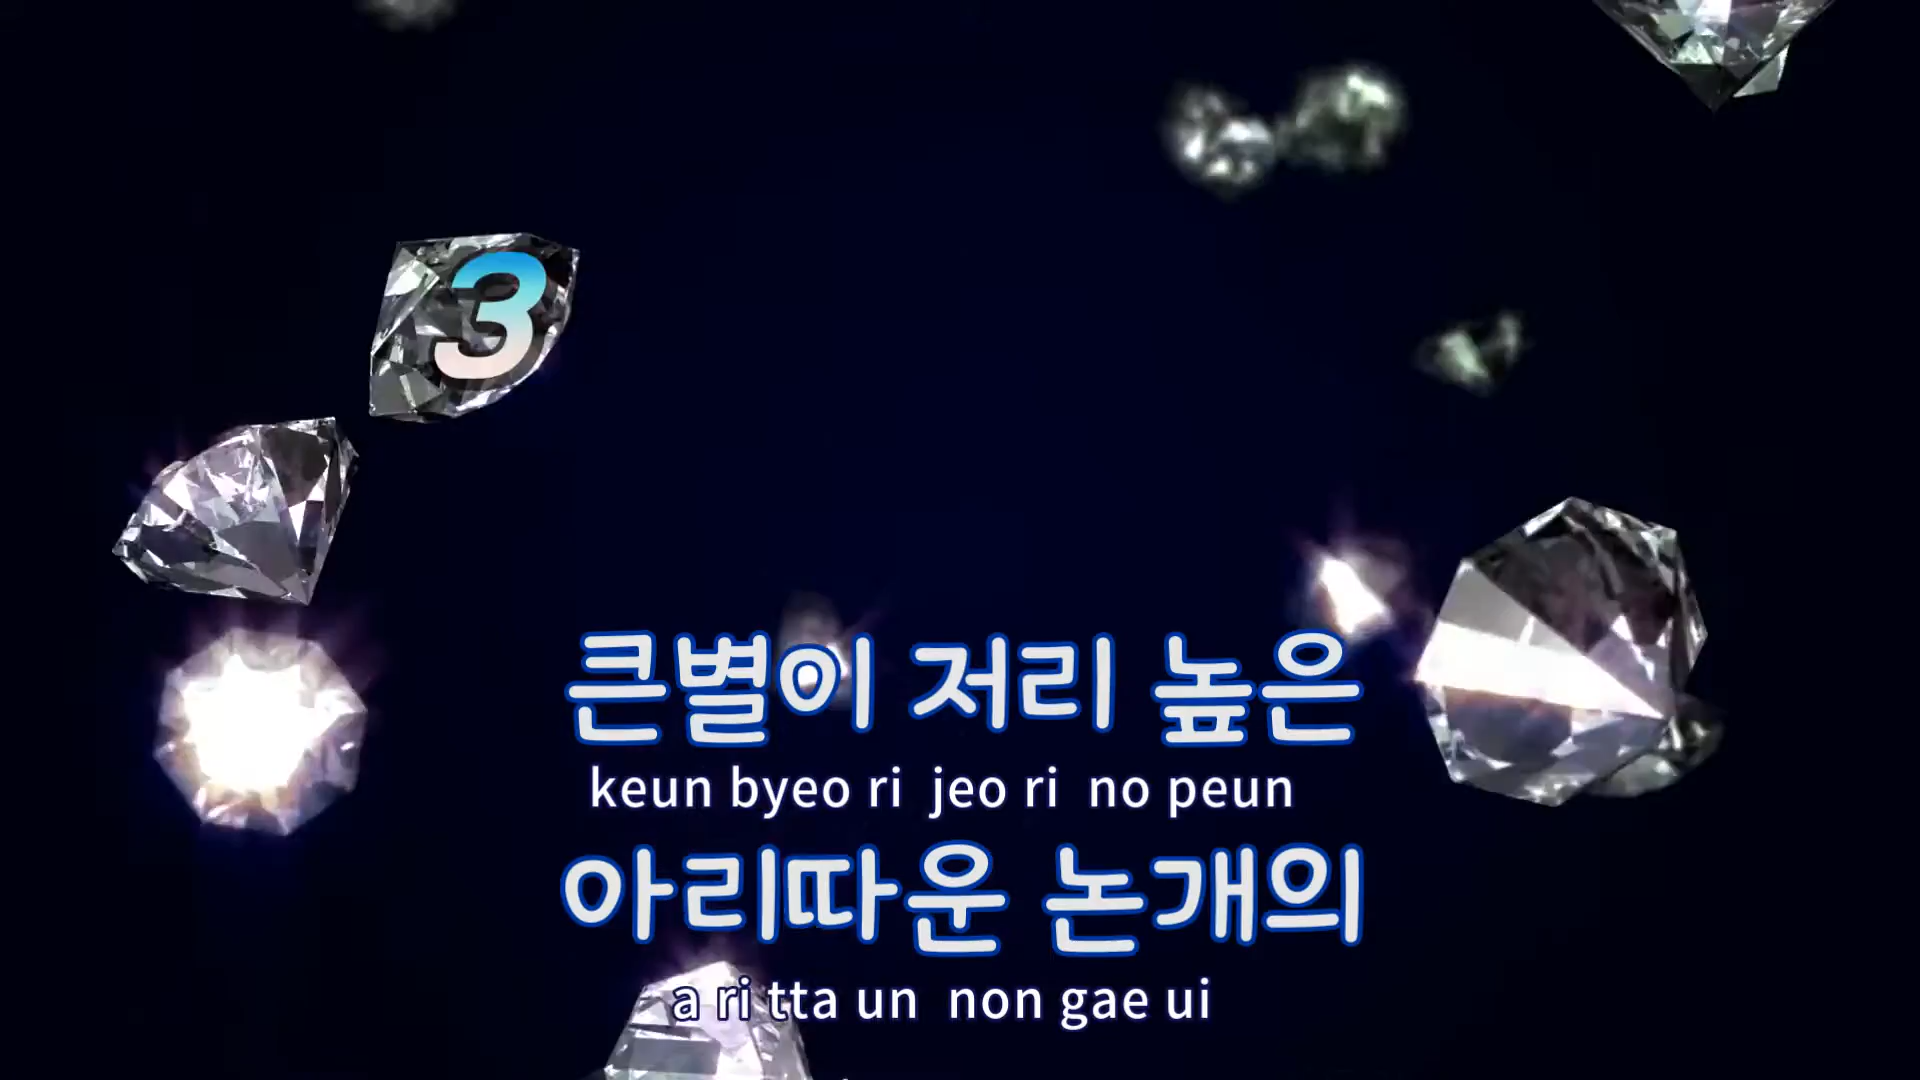 3
큰별이 저리 높은
keun byeo ri jeo ri no peun
아리따운 논개의
a ri tta un non gae ui